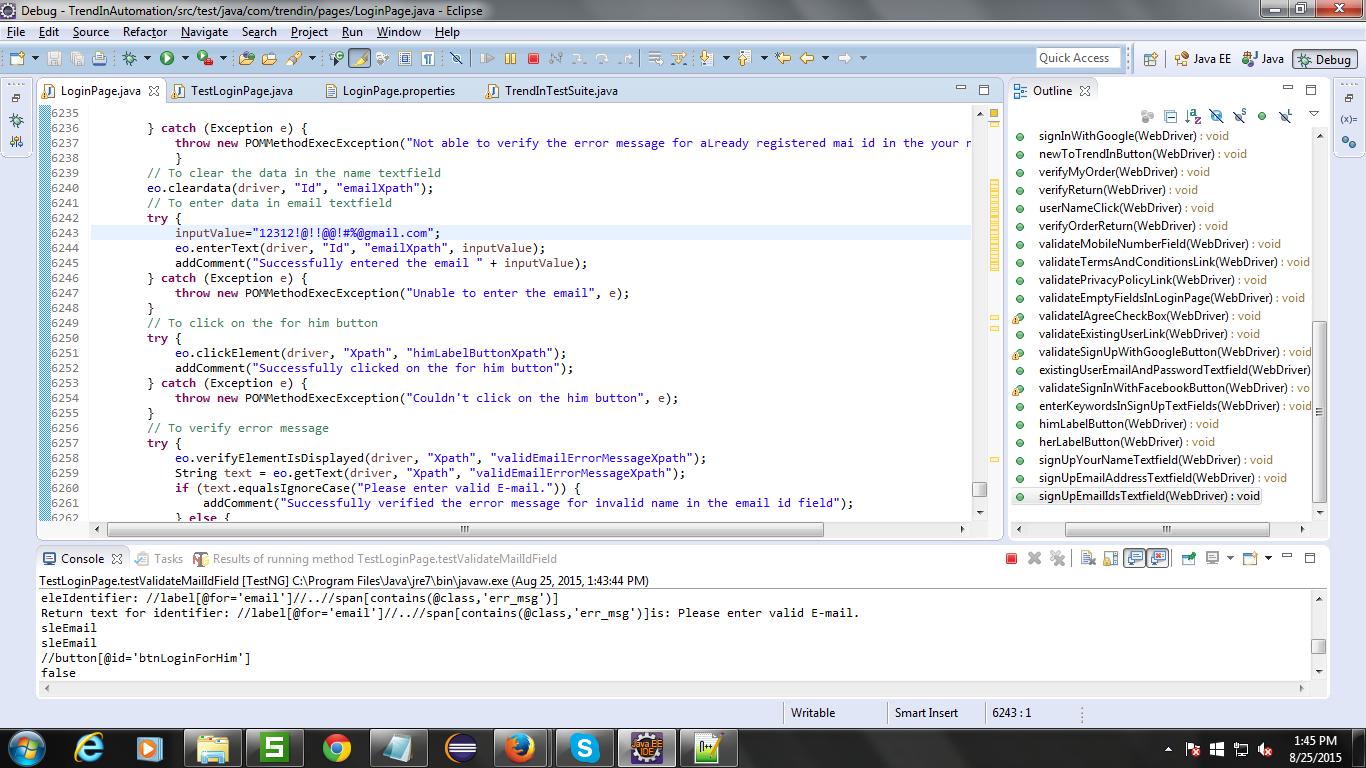 Debug - TrendInAutomation/src/test/java/com/trendin/pages/LoginPage.java - Eclipse
File Edit Source Refactor Navigate Search Project Run Window Help
Quick Access Java EE Java Debug
LoginPage.java TestLoginPage.java LoginPage.properties TrendInTestSuite.java
6235
6236 } catch (Exception e) {
6237 throw new POMMethodExecException("Not able to verify the error message for aLready registered mai id in the your r
6238 }
6239 // To clear the data in the name textfield
6240 eo.cleardata(driver, "Id", "emailXpath");
6241 // To enter data in email textfield
6242 try {
6243 inputValue="12312!@!!@@!#%@gmail.com";
6244 eo.enterText(driver, "Id", "emailXpath", inputValue);
6245 addComment("Successfully entered the email " + inputValue);
6246 } catch (Exception e) {
6247 throw new POMMethodExecException("Unable to enter the email", e);
6248 }
6249 // To click on the for him button
6250 try {
6251 eo.clickElement(driver, "Xpath", "himLabelButtonXpath");
6252 addComment("Successfully clicked on the for him button");
6253 } catch (Exception e) {
6254 throw new POMMethodExecException("Couldn't click on the him button", e);
6255 }
6256 // To verify error message
6257 try {
6258 eo.verifyElementIsDisplayed(driver, "Xpath", "validEmailErrorMessageXpath");
6259 String text = eo.getText(driver, "Xpath", "validEmailErrorMessageXpath");
6260 if (text.equalsIgnoreCase("Please enter valid E-mail.")) {
6261 addComment("Successfully verified the error message for invalid name in the email id field");
6262 } else {
Outline
signInWithGoogle(WebDriver) : void
newToTrendInButton(WebDriver) : void
verifyMyOrder(WebDriver) : void
verifyReturn(WebDriver) : void
userNameClick(WebDriver) : void
verifyOrderReturn(WebDriver) : void
validateMobileNumberField(WebDriver) : void
validateTermsAndConditionsLink(WebDriver) : void
validatePrivacyPolicyLink(WebDriver) : void
validateEmptyFieldsInLoginPage(WebDriver) : void
validateIAgreeCheckBox(WebDriver) : void
validateExistingUserLink(WebDriver) : void
validateSignUpWithGoogleButton(WebDriver) : void
existingUserEmailAndPasswordTextfield(WebDriver)
validateSignInWithFacebookButton(WebDriver) : vo
enterKeywordsInSignUpTextFields(WebDriver) : void
himLabelButton(WebDriver) : void
herLabelButton(WebDriver) : void
signUpYourNameTextfield(WebDriver) : void
signUpEmailAddressTextfield(WebDriver) : void
signUpEmailIdsTextfield(WebDriver) : void
Console Tasks Results of running method TestLoginPage.testValidateMailIdField
TestLoginPage.testValidateMailIdField [TestNG] C:\Program Files\Java\jre7\bin\javaw.exe (Aug 25, 2015, 1:43:44 PM)
eleIdentifier: //label[@for='email']//..//span[contains(@class,'err_msg')]
Return text for identifier: //label[@for='email']//..//span[contains(@class,'err_msg')]is: Please enter valid E-mail.
sleEmail
sleEmail
//button[@id='btnLoginForHim']
false
Writable Smart Insert 6243 : 1
1:45 PM
8/25/2015